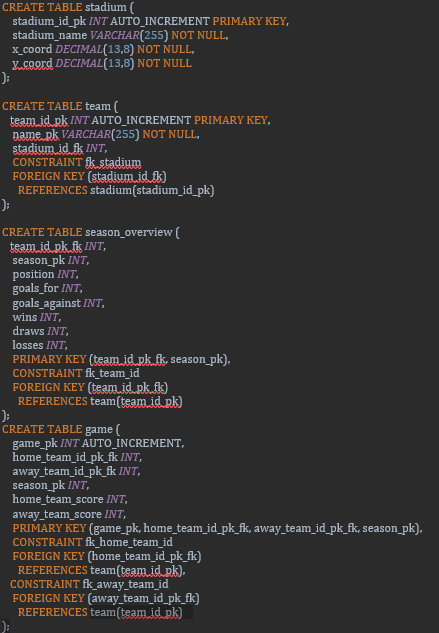 CREATE TABLE stadium (
stadium_id_pk INT AUTO_INCREMENT PRIMARY KEY,
stadium_name VARCHAR(255) NOT NULL,
x_coord DECIMAL(13,8) NOT NULL,
y_coord DECIMAL(13,8) NOT NULL
);
CREATE TABLE team (
team_id_pk INT AUTO_INCREMENT PRIMARY KEY,
name_pk VARCHAR(255) NOT NULL,
stadium_id_fk INT,
CONSTRAINT fk_stadium
FOREIGN KEY (stadium_id_fk)
REFERENCES stadium(stadium_id_pk)
);
CREATE TABLE season_overview (
team_id_pk_fk INT,
season_pk INT,
position INT,
goals_for INT,
goals_against INT,
wins INT,
draws INT,
losses INT,
PRIMARY KEY (team_id_pk_fk, season_pk),
CONSTRAINT fk_team_id
FOREIGN KEY (team_id_pk_fk)
REFERENCES team(team_id_pk)
);
CREATE TABLE game (
game_pk INT AUTO_INCREMENT,
home_team_id_pk_fk INT,
away_team_id_pk_fk INT,
season_pk INT,
home_team_score INT,
away_team_score INT,
PRIMARY KEY (game_pk, home_team_id_pk_fk, away_team_id_pk_fk, season_pk),
CONSTRAINT fk_home_team_id
FOREIGN KEY (home_team_id_pk_fk)
REFERENCES team(team_id_pk),
CONSTRAINT fk_away_team_id
FOREIGN KEY (away_team_id_pk_fk)
REFERENCES team(team_id_pk)
);